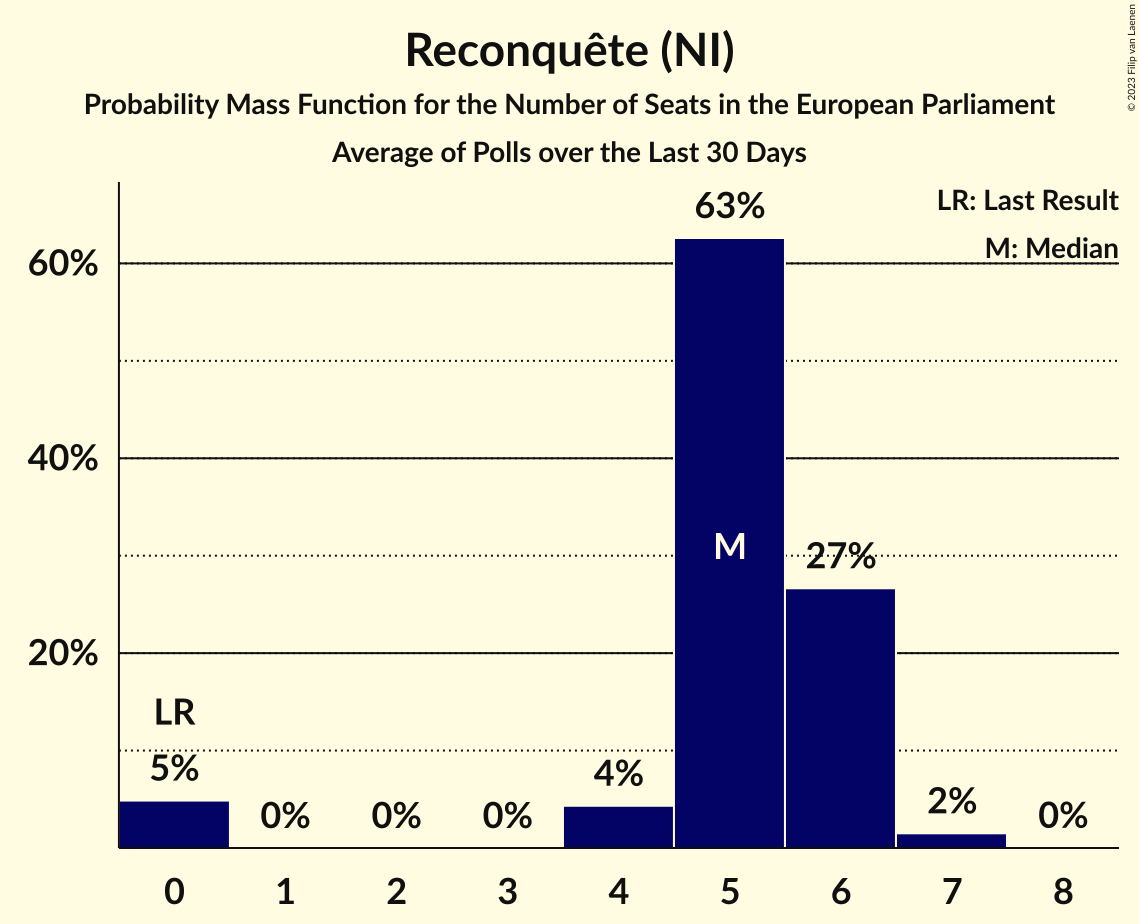 Reconquête (NI)
Probability Mass Function for the Number of Seats in the European Parliament
Average of Polls over the Last 30 Days
© 2023 Filip van Laenen
LR: Last Result
M: Median
60%
40%
20%
63%
M
27%
LR
5%
0%
0%
0%
4%
2%
0%
0 1 2 3 4 5 6 7 8